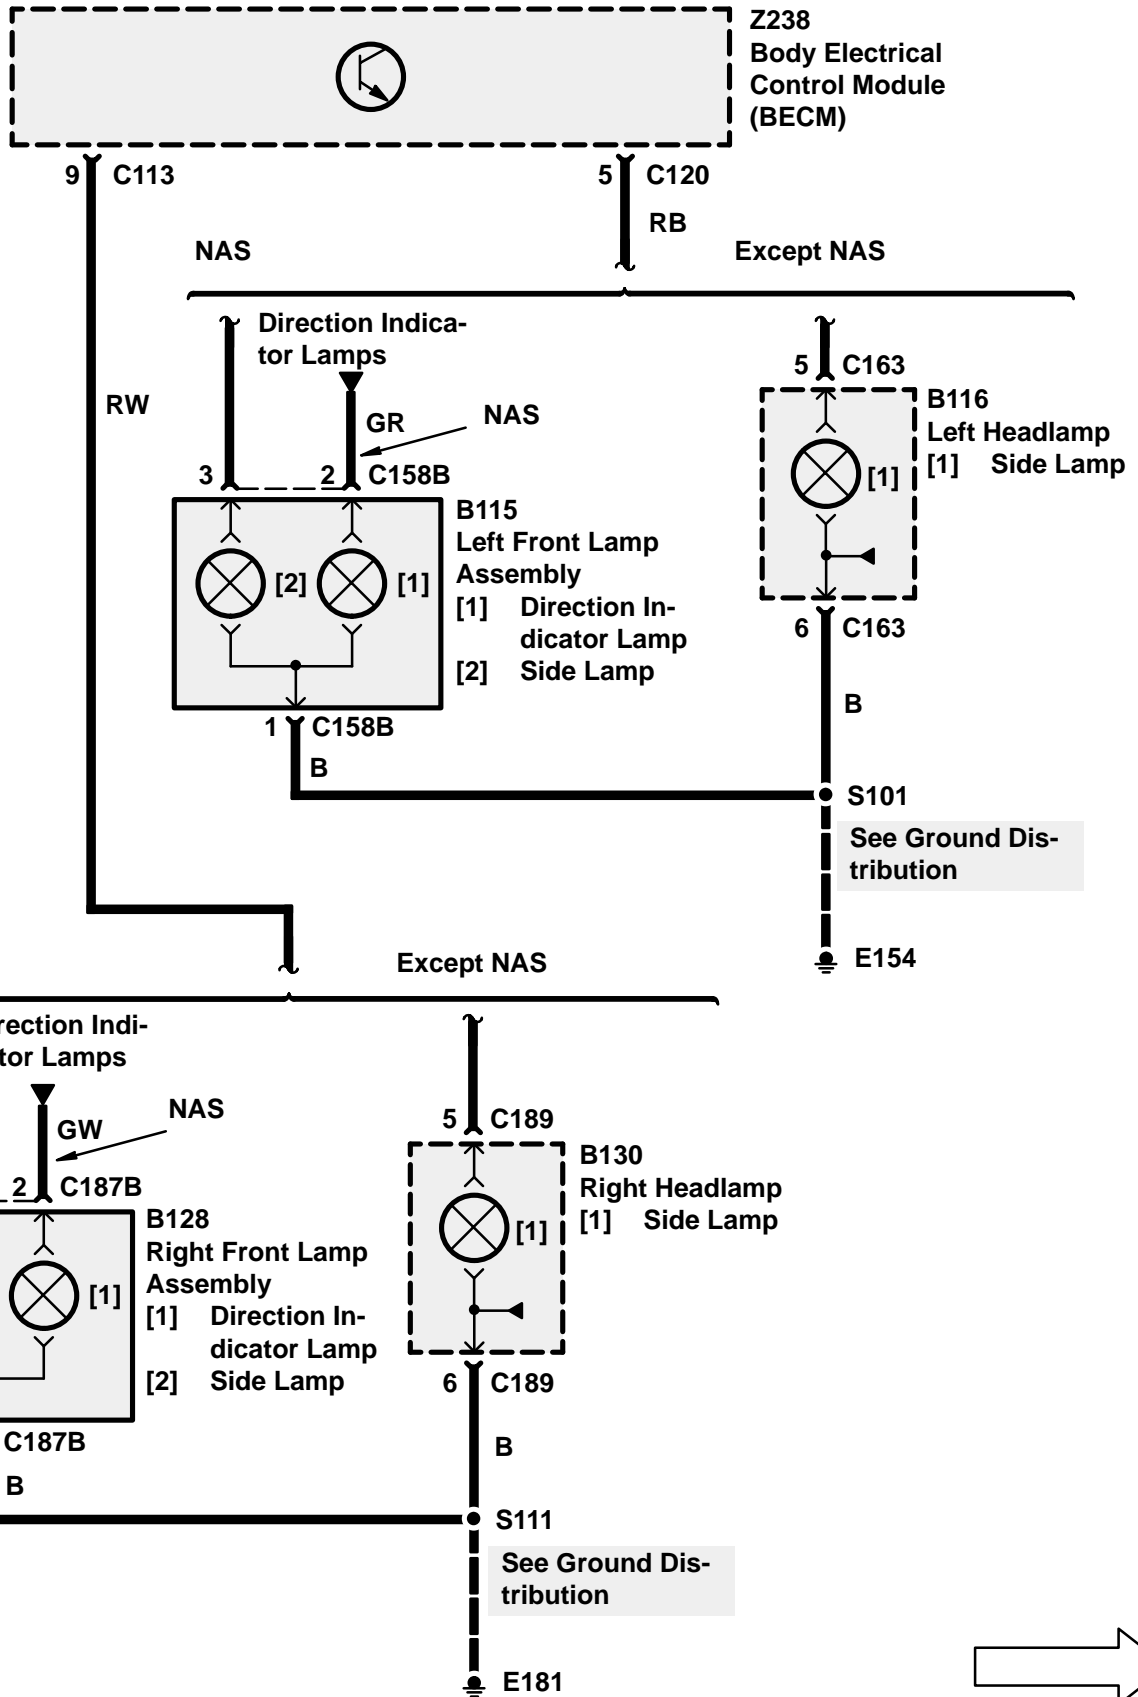 Z238
Body Electrical
Control Module
(BECM)
9 C113
5 C120
RB
NAS
Except NAS
Direction Indica-
tor Lamps
5 C163
RW
B116
Left Headlamp
[1] Side Lamp
GR
NAS
[1]
3
2 C158B
B115
Left Front Lamp
Assembly
[1] Direction In-
dicator Lamp
[2] Side Lamp
[2]
[1]
6 C163
B
1 C158B
B
S101
See Ground Dis-
tribution
E154
Except NAS
rection Indi-
tor Lamps
NAS
GW
5 C189
B130
Right Headlamp
[1] Side Lamp
2 C187B
B128
Right Front Lamp
Assembly
[1] Direction In-
dicator Lamp
[2] Side Lamp
[1]
[1]
6 C189
C187B
B
B
S111
See Ground Dis-
tribution
E181